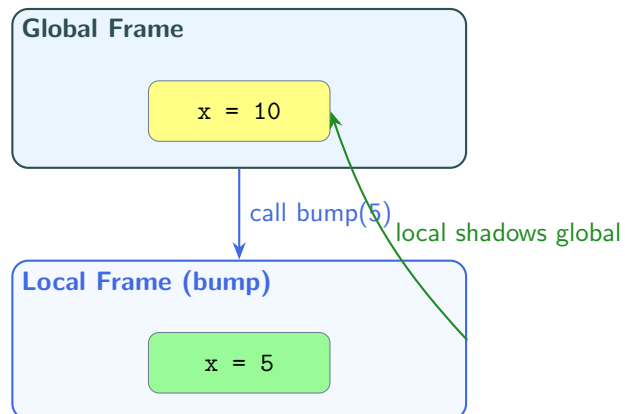 Global Frame
x = 10
call bump(5)
local shadows global
Local Frame (bump)
x = 5